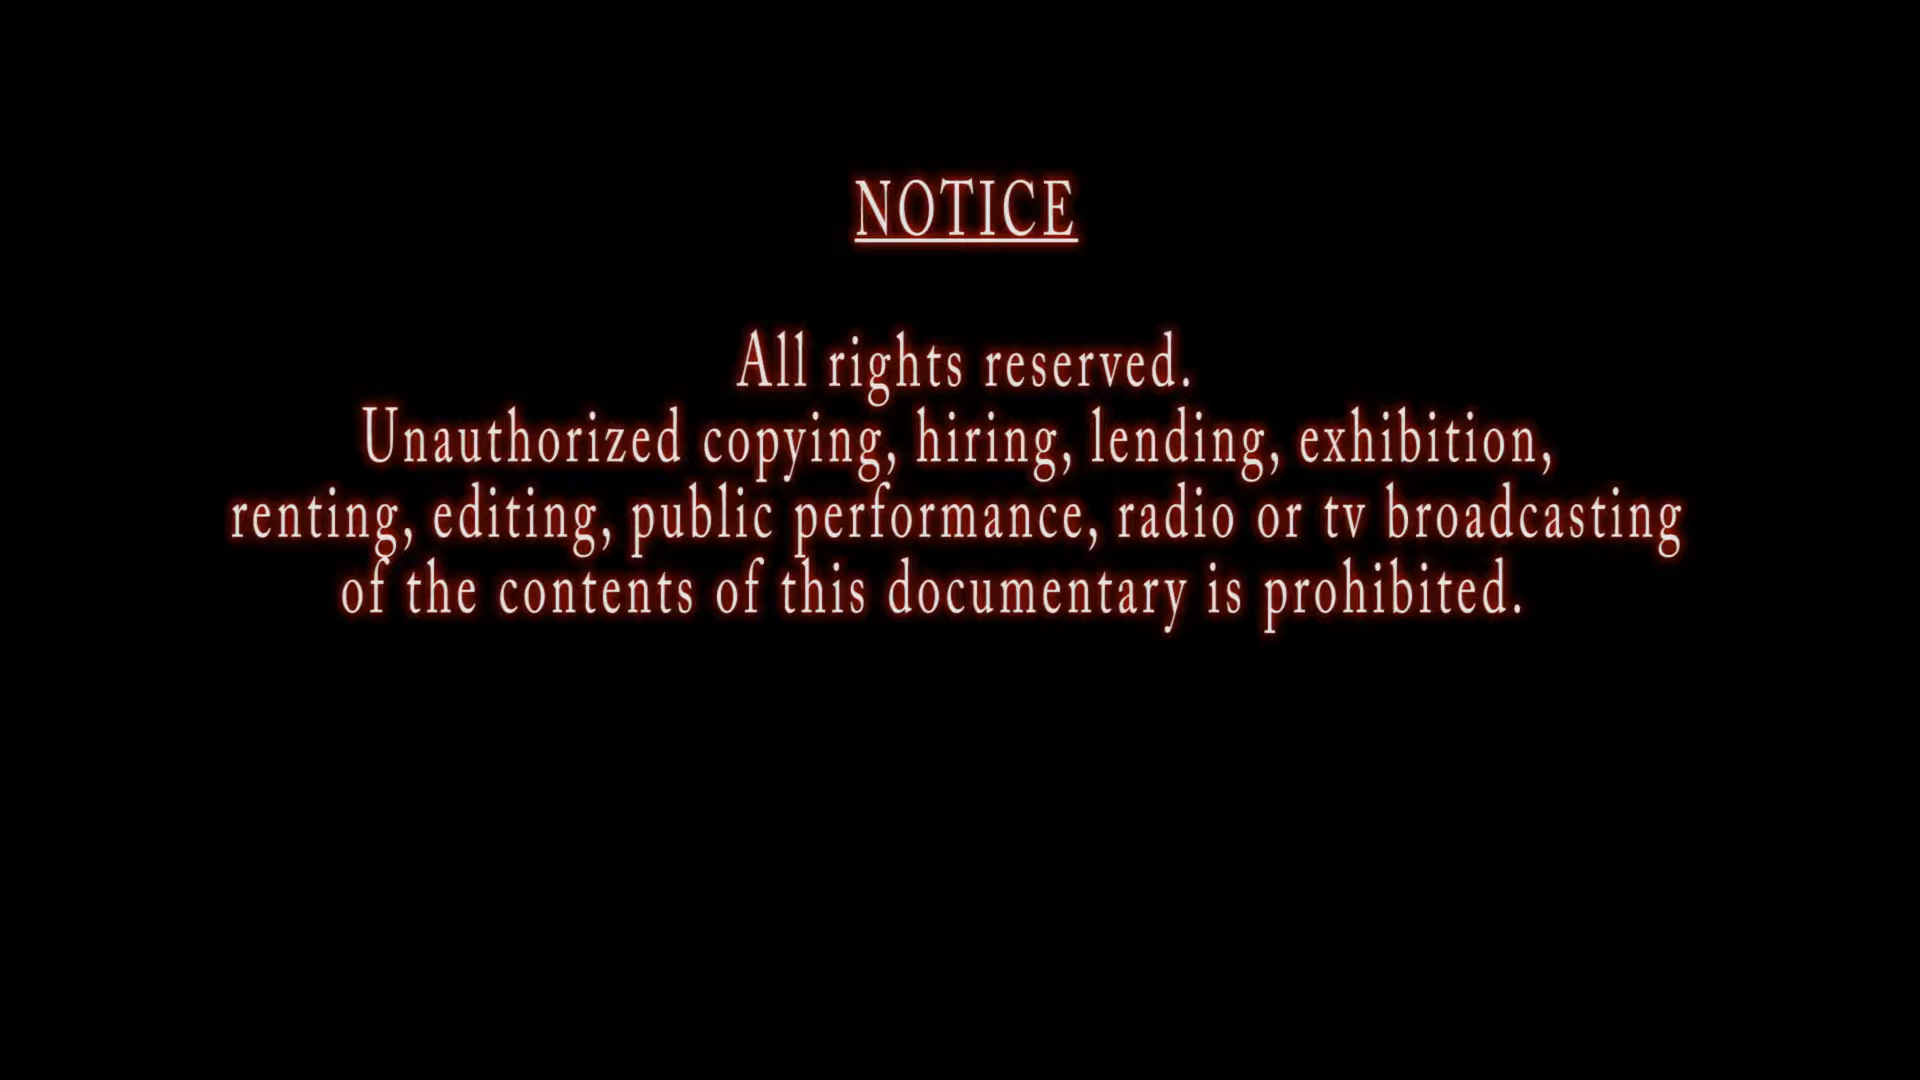 NOTICE
All rights reserved.
Unauthorized copying, hiring, lending, exhibition,
renting, editing, public performance, radio or tv broadcasting
of the contents of this documentary is prohibited.